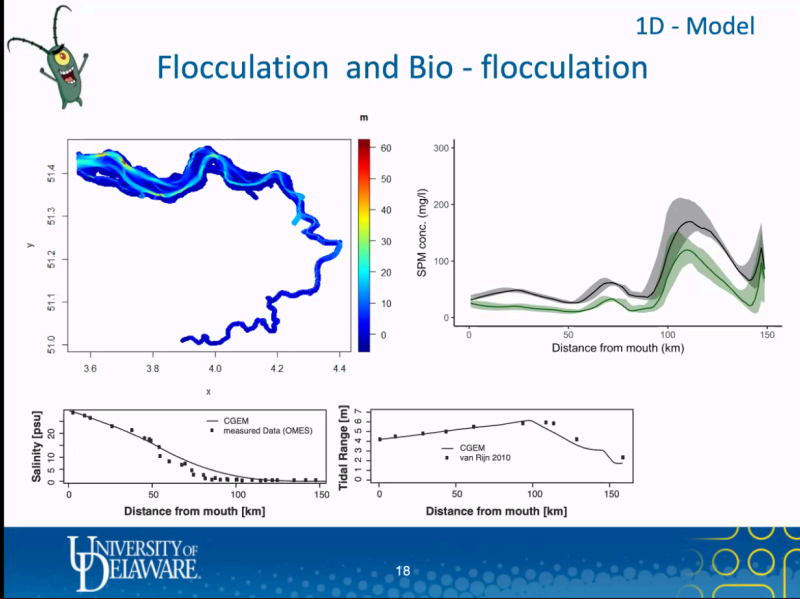 1D - Model
Flocculation and Bio - flocculation
m
51.4
51.3
51.2
51.1
51.0
y
3.6 3.8 4.0 4.2 4.4
x
60
50
40
30
20
10
0
SPM conc. (mg/l)
300
200
100
0
0 50 100 150
Distance from mouth (km)
Salinity [psu]
20
10
5
0
CGEM
measured Data (OMES)
0 50 100 150
Distance from mouth [km]
Tidal Range [m]
0 1 2 3 4 5 6 7
CGEM
van Rijn 2010
0 50 100 150
Distance from mouth [km]
UNIVERSITY OF
DELAWARE.
18